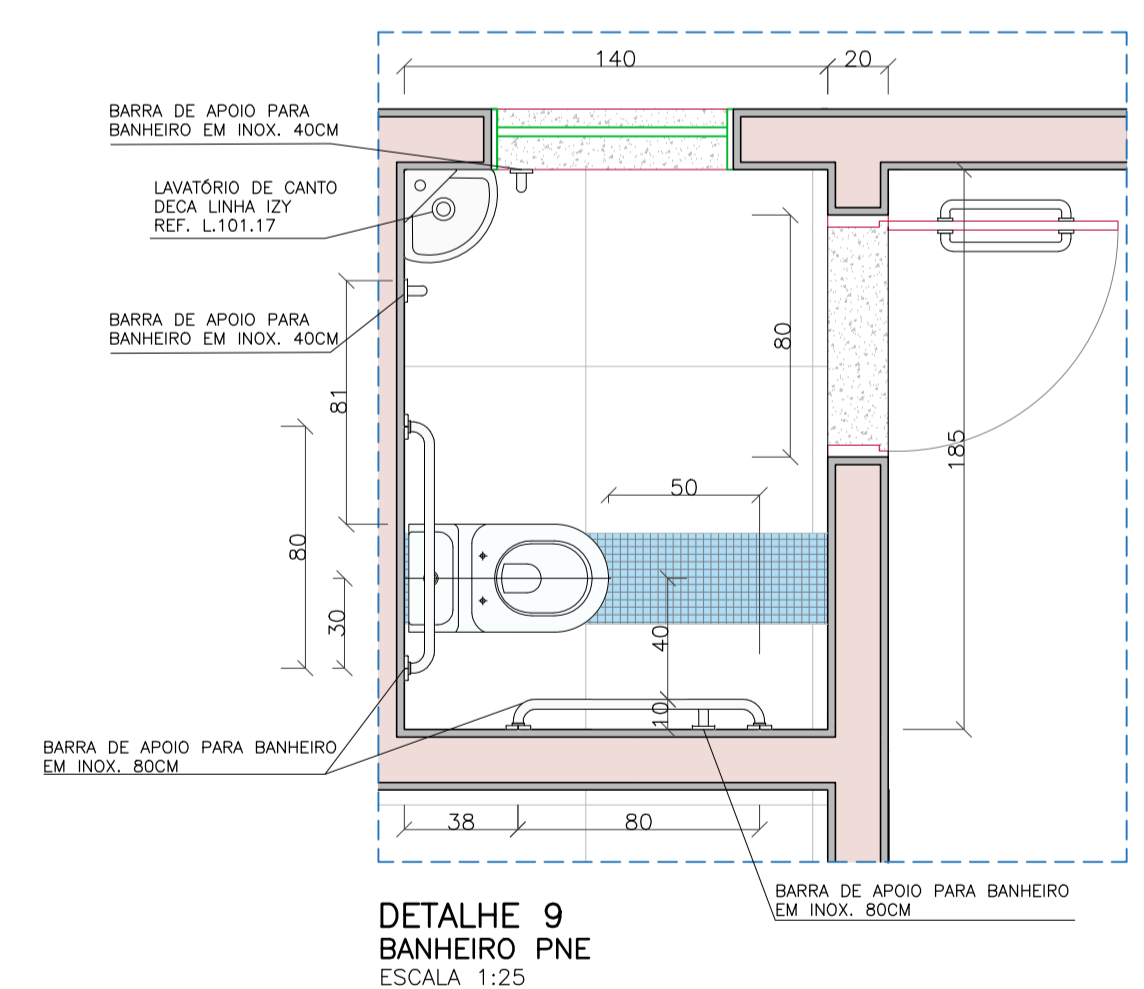 140
20
BARRA DE APOIO PARA
BANHEIRO EM INOX. 40CM
LAVATÓRIO DE CANTO
DECA LINHA IZY
REF. L.101.17
BARRA DE APOIO PARA
BANHEIRO EM INOX. 40CM
80
81
185
50
80
30
40
10
BARRA DE APOIO PARA BANHEIRO
EM INOX. 80CM
38
80
BARRA DE APOIO PARA BANHEIRO
EM INOX. 80CM
DETALHE 9
BANHEIRO PNE
ESCALA 1:25